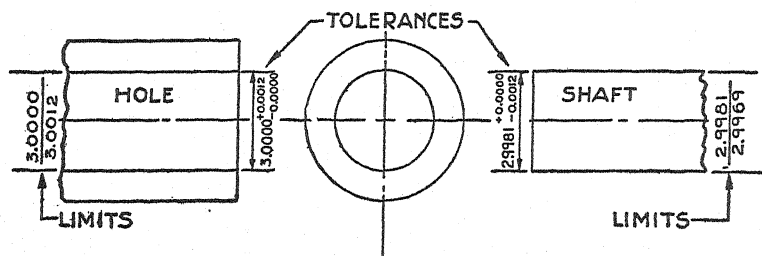 TOLERANCES
HOLE
SHAFT
3.0000
3.0012
3.0000 +0.0012
-0.0000
2.9981 +0.0000
-0.0012
2.9981
2.9969
LIMITS
LIMITS